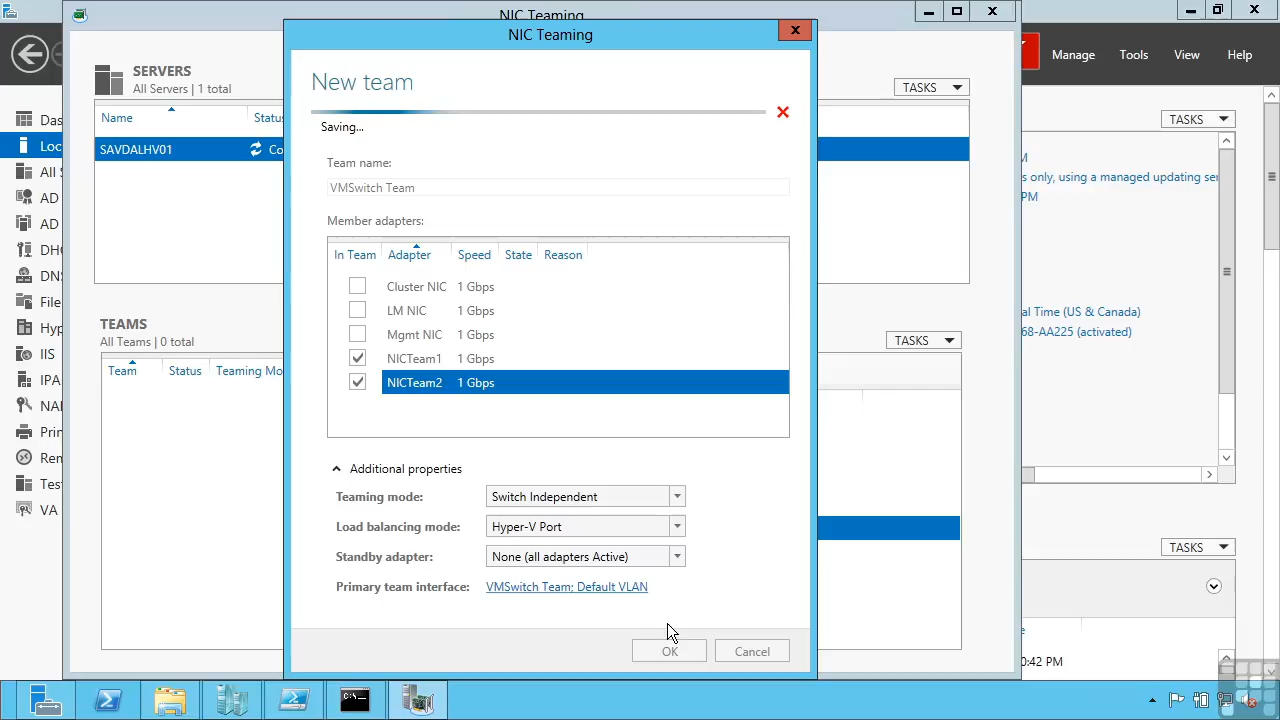 NIC Teaming
NIC Teaming
Manage
Tools
View
Help
SERVERS
All Servers | 1 total
TASKS
Name
Status
SAVDALHV01
Co
New team
Saving...
Team name:
VMSwitch Team
Member adapters:
In Team Adapter Speed State Reason
Cluster NIC 1 Gbps
LM NIC 1 Gbps
Mgmt NIC 1 Gbps
NICTeam1 1 Gbps
NICTeam2 1 Gbps
Additional properties
Teaming mode: Switch Independent
Load balancing mode: Hyper-V Port
Standby adapter: None (all adapters Active)
Primary team interface: VMSwitch Team; Default VLAN
OK Cancel
TEAMS
All Teams | 0 total
TASKS
Team Status Teaming Mo
Das
Loc
All S
AD
AD
DHC
DNS
File
Hyp
IIS
IPA
NAP
Prin
Rem
Tes
VA
TASKS
M
s only, using a managed updating ser
PM
al Time (US & Canada)
68-AA225 (activated)
TASKS
e
0:42 PM
C:\